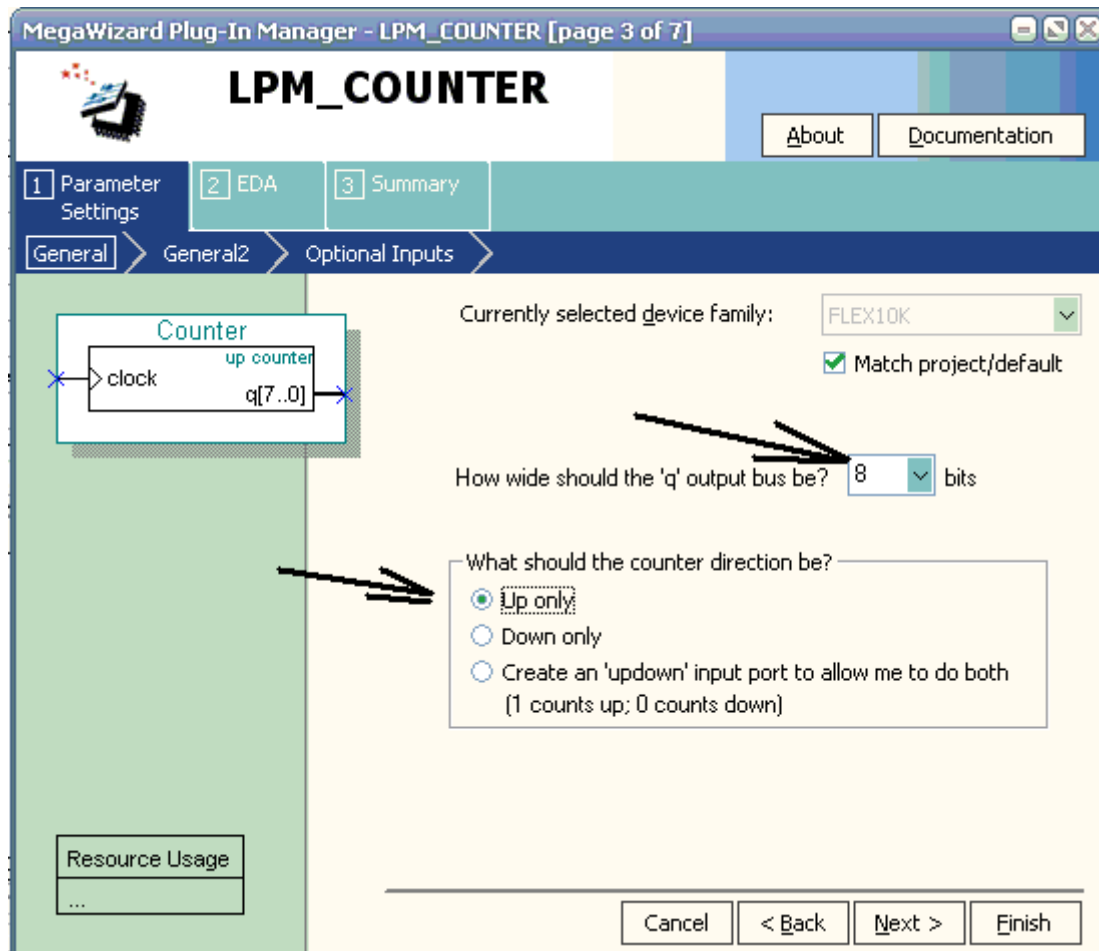 MegaWizard Plug-In Manager - LPM_COUNTER [page 3 of 7]
LPM_COUNTER
About
Documentation
1 Parameter Settings
2 EDA
3 Summary
General
General2
Optional Inputs
Counter
up counter
clock
q[7..0]
Currently selected device family:
FLEX10K
Match project/default
How wide should the 'q' output bus be? 8 bits
What should the counter direction be?
Up only
Down only
Create an 'updown' input port to allow me to do both
(1 counts up; 0 counts down)
Resource Usage
...
Cancel
< Back
Next >
Finish